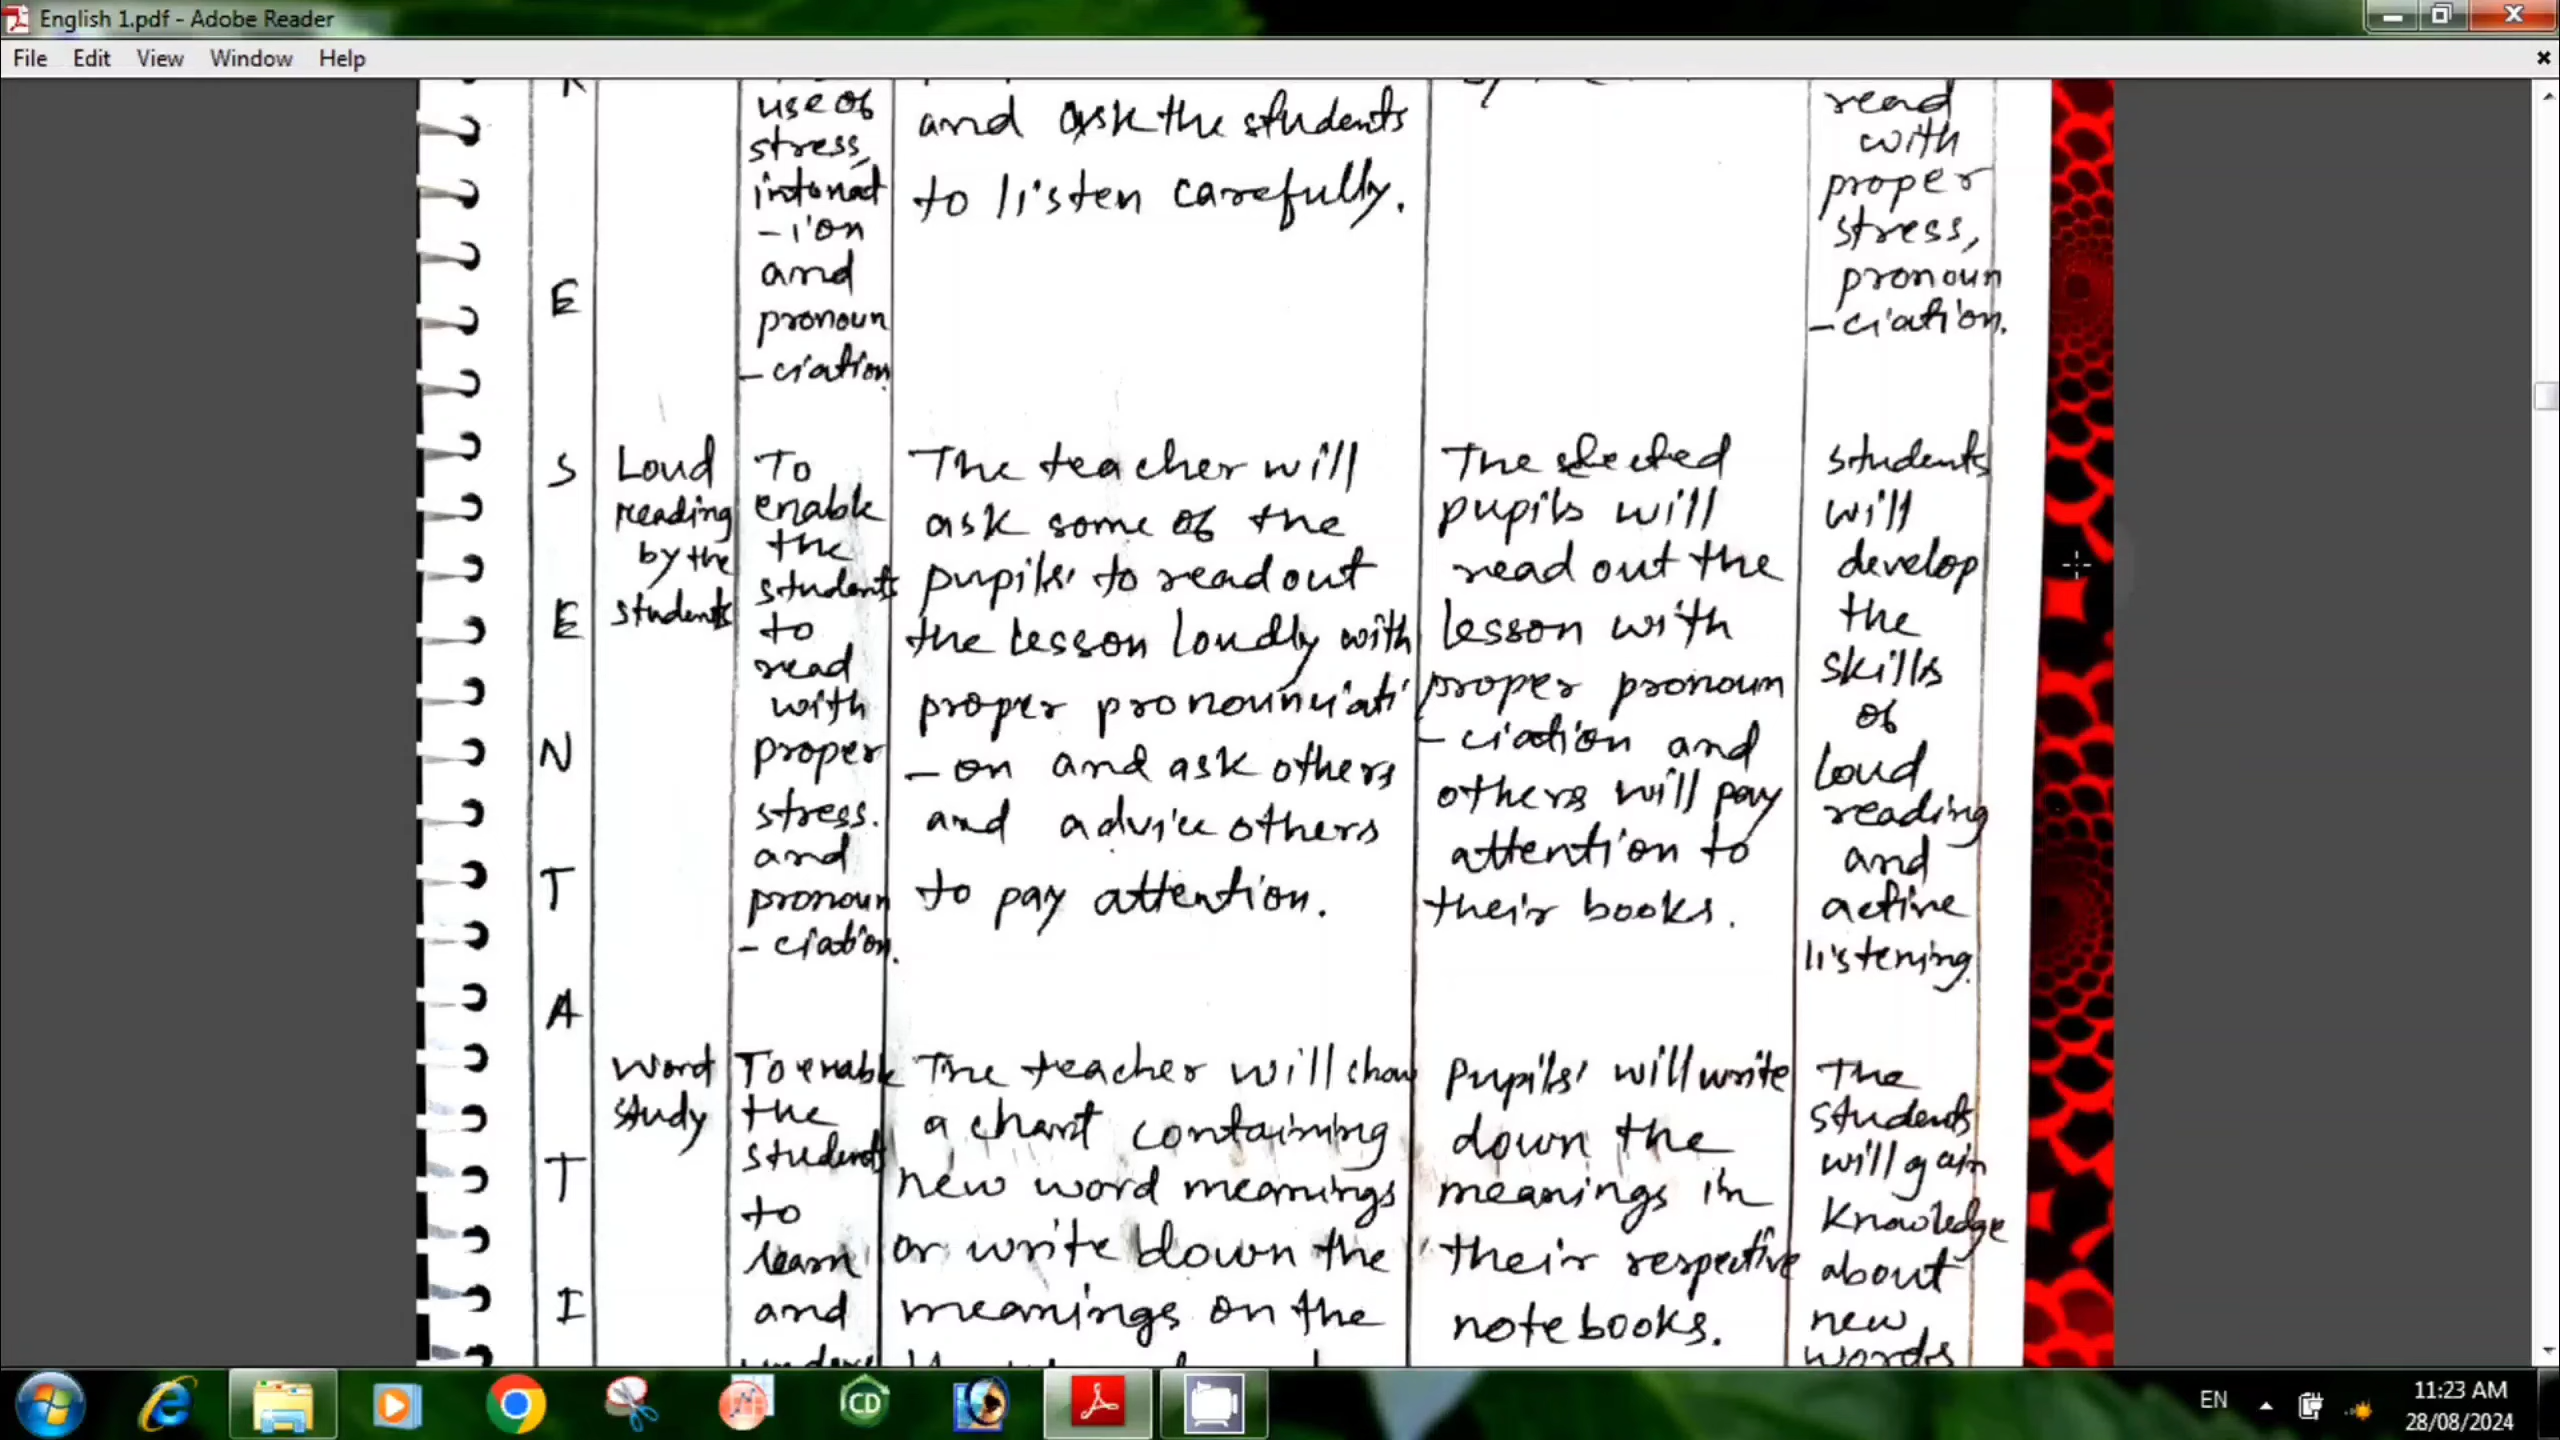 English 1.pdf - Adobe Reader
File Edit View Window Help
E
S
E
N
T
A
T
I
use of
stress,
intonat
-ion
and
pronoun
-ciation.
and ask the students
to listen carefully.
read
with
proper
stress,
pronoun
-ciation.
Loud
reading
by the
students
To
enable
the
students
to
read
with
proper
stress.
and
pronoun
-ciation.
The teacher will
ask some of the
pupils' to read out
the lesson loudly with
proper pronounciati
-on and ask others
and advice others
to pay attention.
The slected
pupils will
read out the
lesson with
proper pronoun
-ciation and
others will pay
attention to
their books.
students
will
develop
the
skills
of
loud
reading
and
active
listening.
Word
study
To enable
the
students
to
learn
and
The teacher will show
a chart containing
new word meanings
or write down the
meanings on the
Pupils' will write
down the
meanings in
their respective
notebooks.
The
students
will gain
knowledge
about
new
words
CD
EN
11:23 AM
28/08/2024